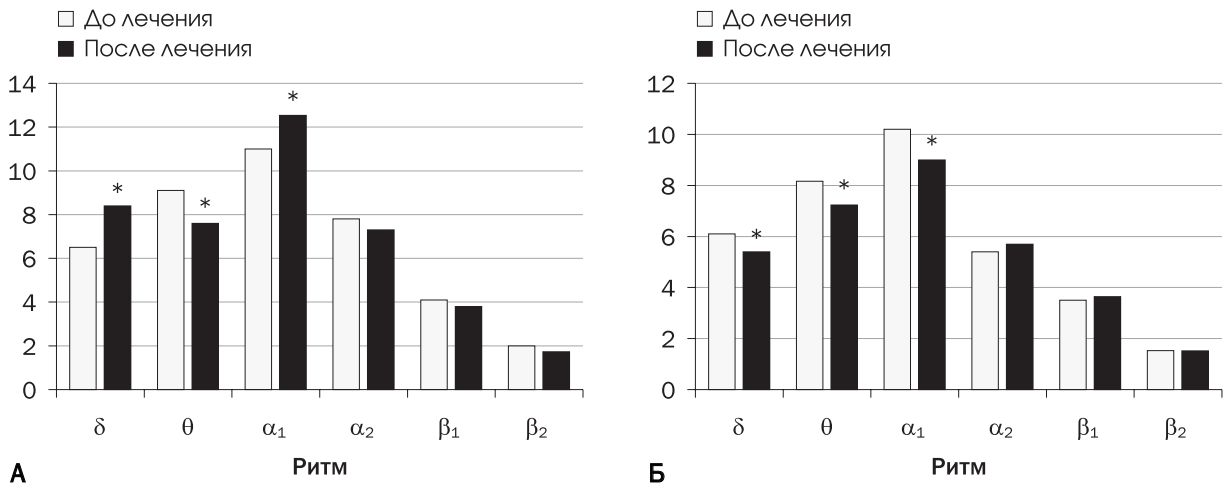 До лечения
После лечения
14
12
10
8
6
4
2
0
*
*
*
δ θ α₁ α₂ β₁ β₂
Ритм
А
До лечения
После лечения
12
10
8
6
4
2
0
*
*
*
δ θ α₁ α₂ β₁ β₂
Ритм
Б